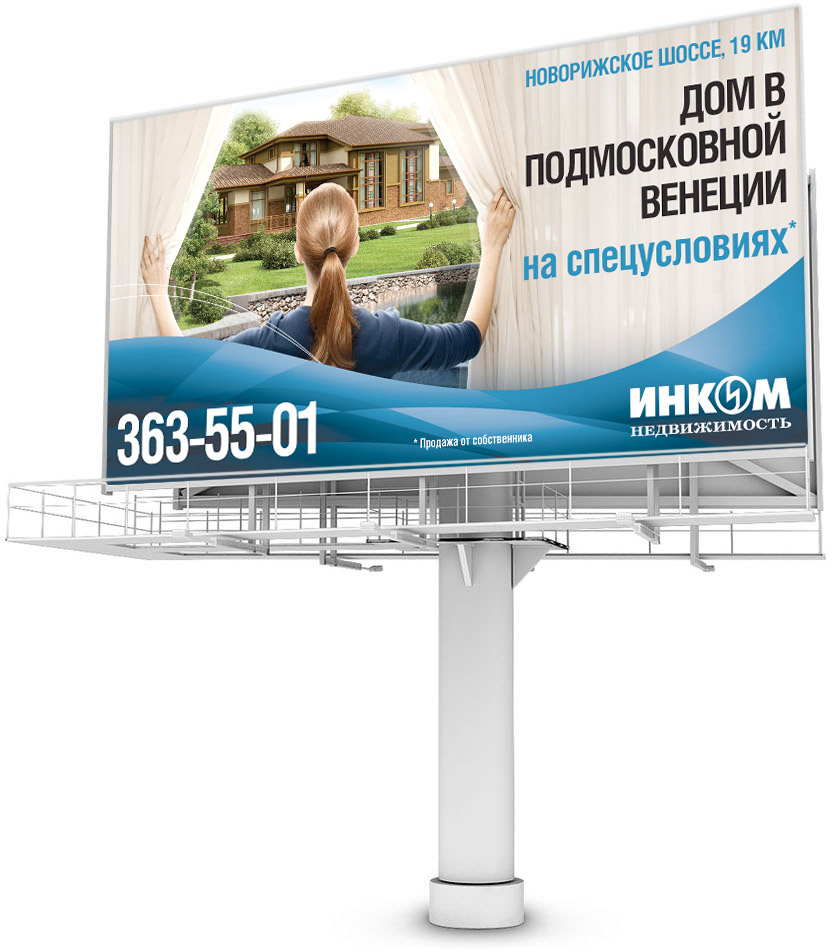 НОВОРИЖСКОЕ ШОССЕ, 19 КМ
ДОМ В
ПОДМОСКОВНОЙ
ВЕНЕЦИИ
на спецусловиях*
ИНКОМ
НЕДВИЖИМОСТЬ
363-55-01
* Продажа от собственника